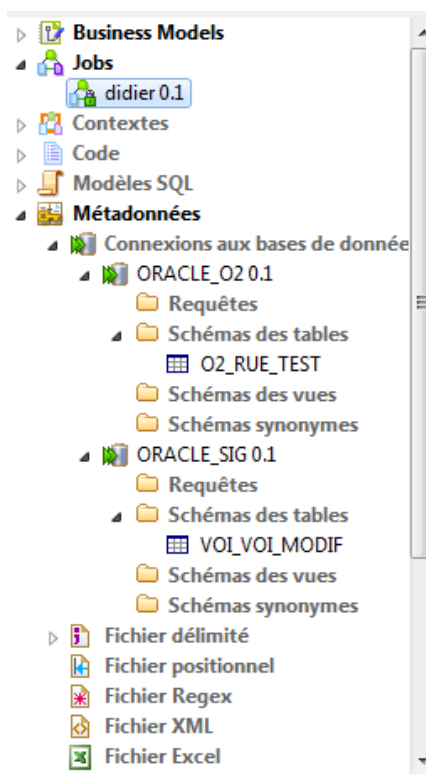 Business Models
Jobs
didier 0.1
Contextes
Code
Modèles SQL
Métadonnées
Connexions aux bases de donnée
ORACLE_O2 0.1
Requêtes
Schémas des tables
O2_RUE_TEST
Schémas des vues
Schémas synonymes
ORACLE_SIG 0.1
Requêtes
Schémas des tables
VOI_VOI_MODIF
Schémas des vues
Schémas synonymes
Fichier délimité
Fichier positionnel
Fichier Regex
Fichier XML
Fichier Excel